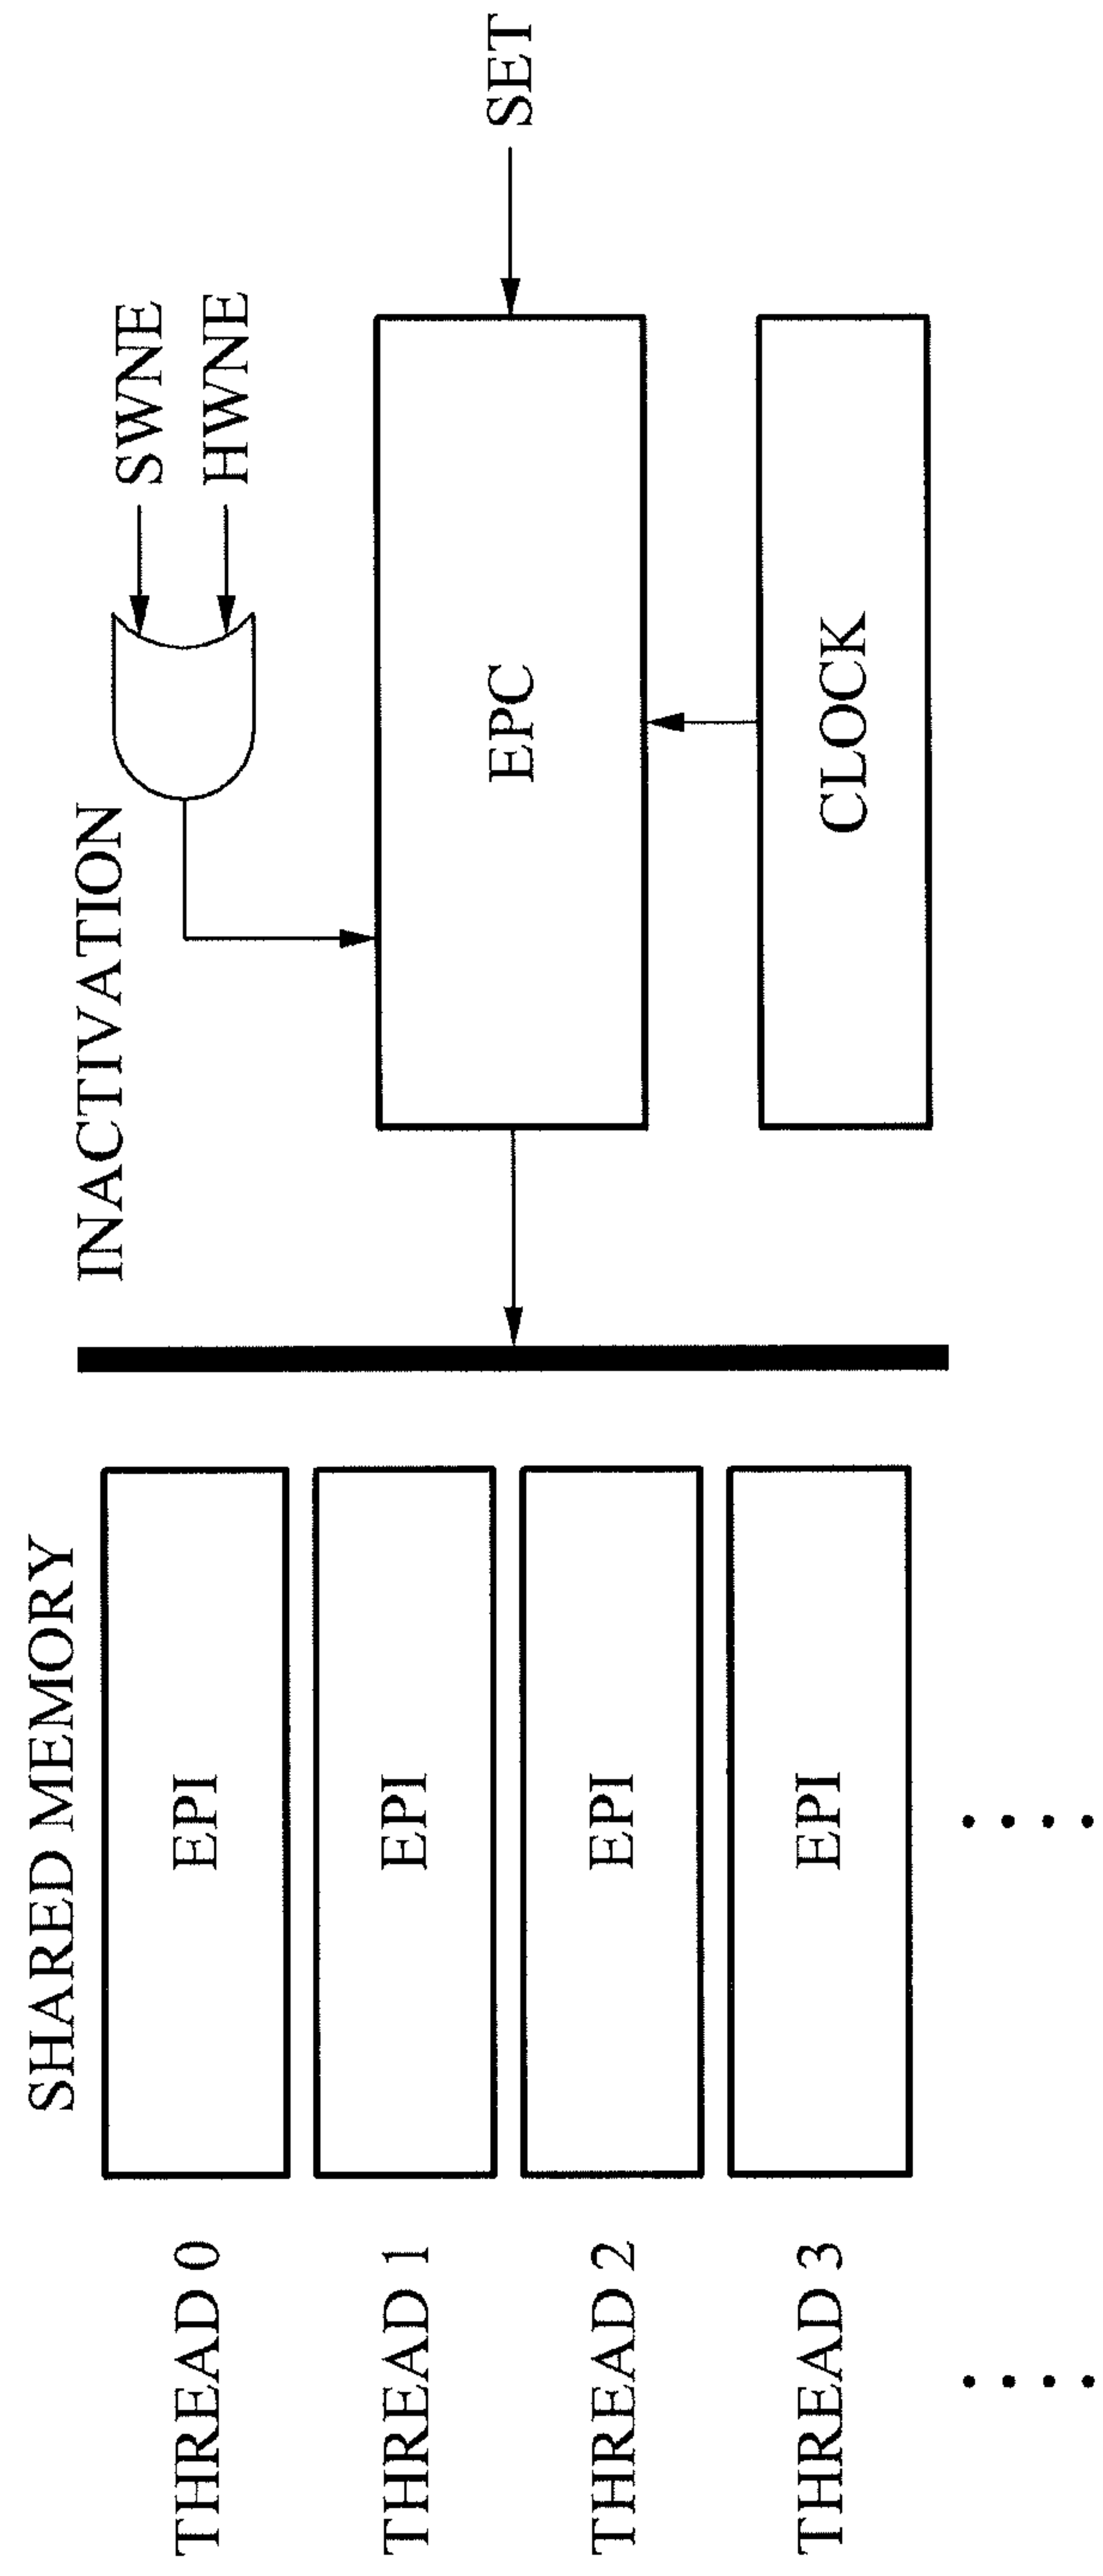 SHARED MEMORY
INACTIVATION
SWNE
HWNE
THREAD 0
EPI
THREAD 1
EPI
THREAD 2
EPI
THREAD 3
EPI
EPC
SET
CLOCK